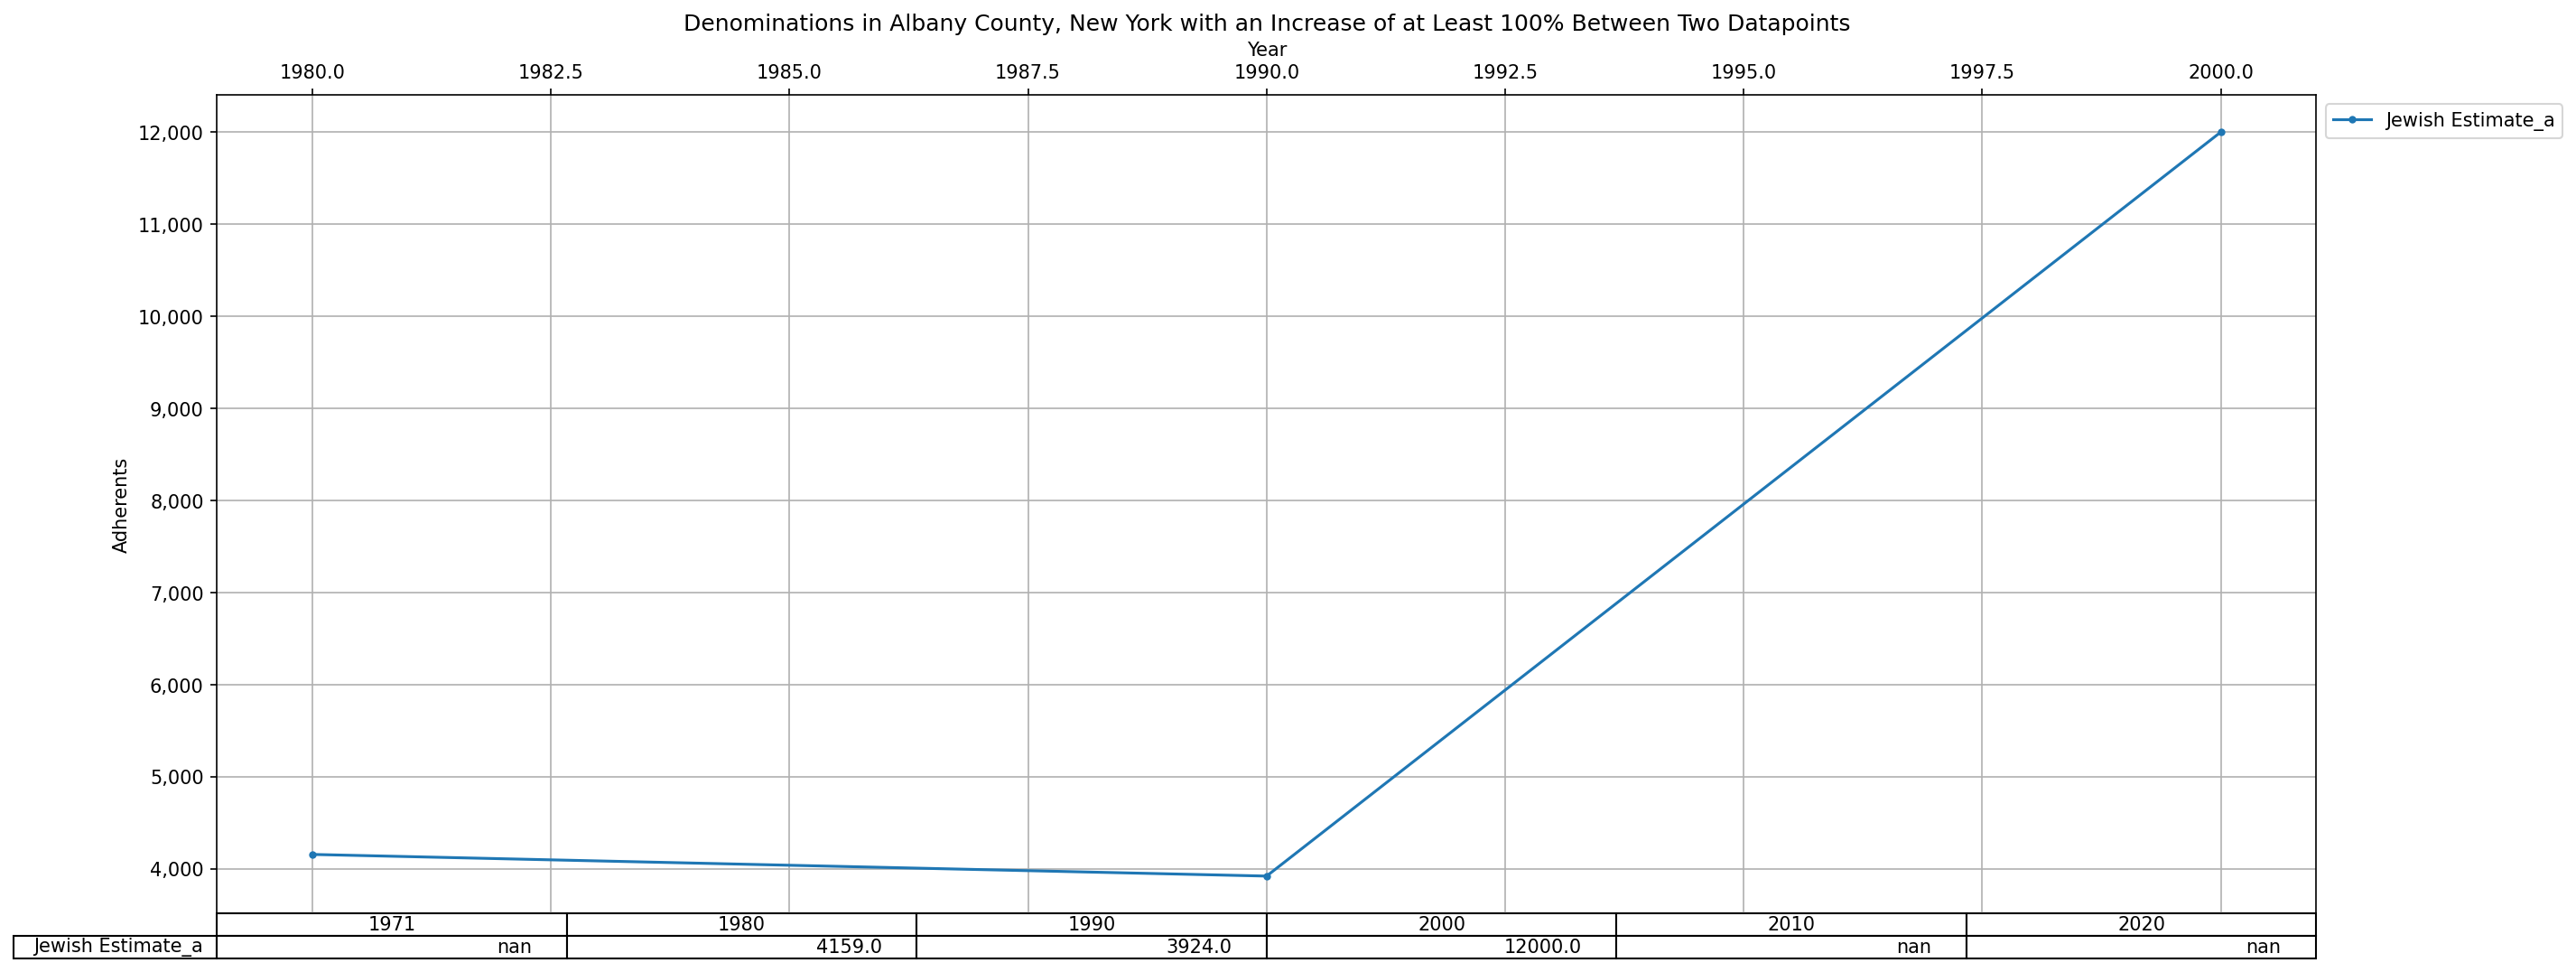 Denominations in Albany County, New York with an Increase of at Least 100% Between Two Datapoints
Year
1980.0 1982.5 1985.0 1987.5 1990.0 1992.5 1995.0 1997.5 2000.0
Jewish Estimate_a
12,000
11,000
10,000
9,000
8,000
7,000
6,000
5,000
4,000
Adherents
1971 1980 1990 2000 2010 2020
Jewish Estimate_a nan 4159.0 3924.0 12000.0 nan nan